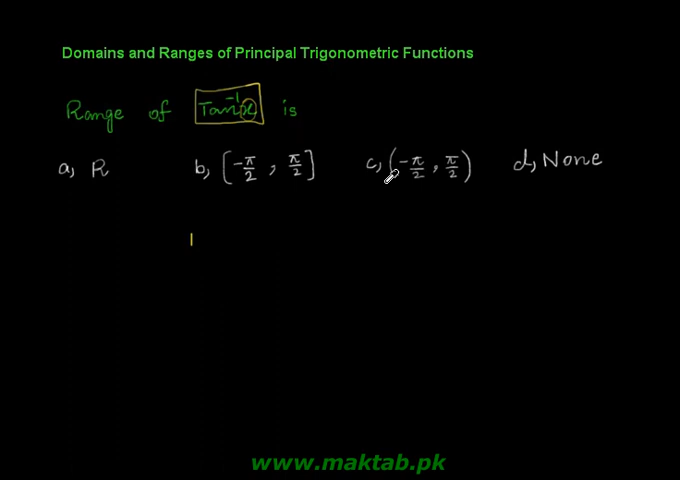 Domains and Ranges of Principal Trigonometric Functions
Range of Tan⁻¹(x) is
a, R b, [-π/2 , π/2] c, (-π/2 , π/2) d, None
www.maktab.pk